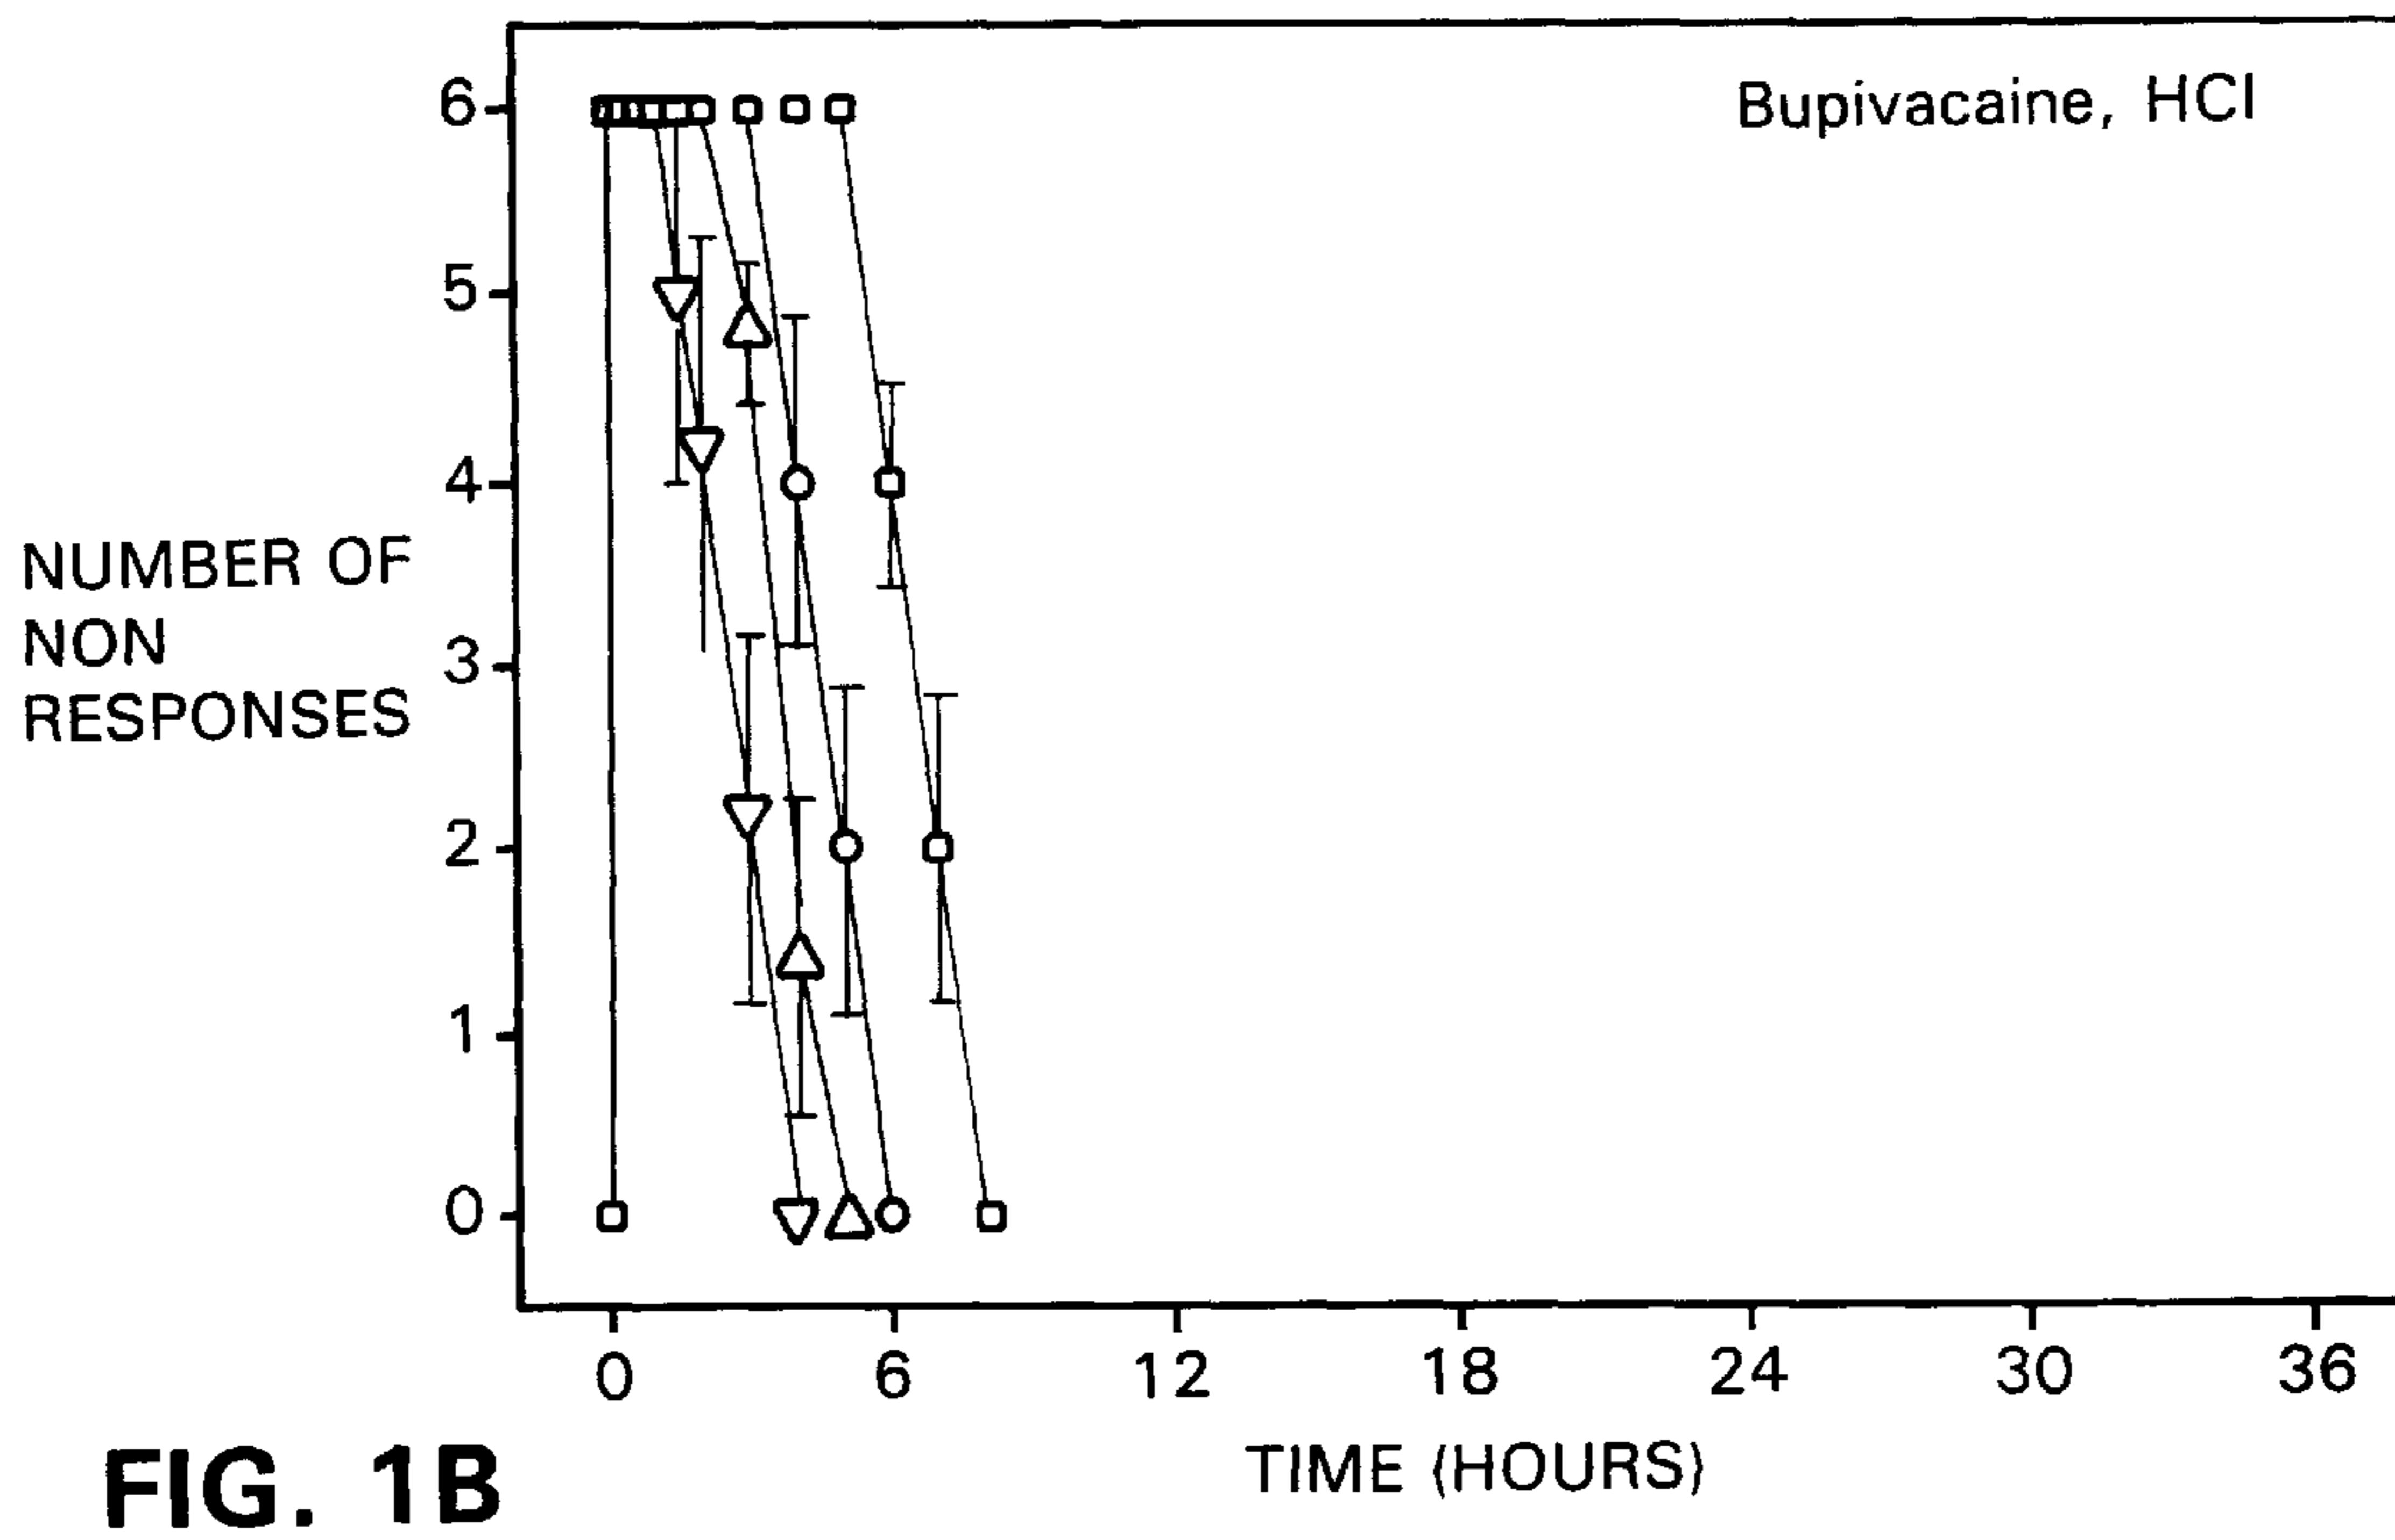 Bupivacaine, HCl
6
5
4
3
2
1
0
NUMBER OF
NON
RESPONSES
0 6 12 18 24 30 36
TIME (HOURS)
FIG. 1B